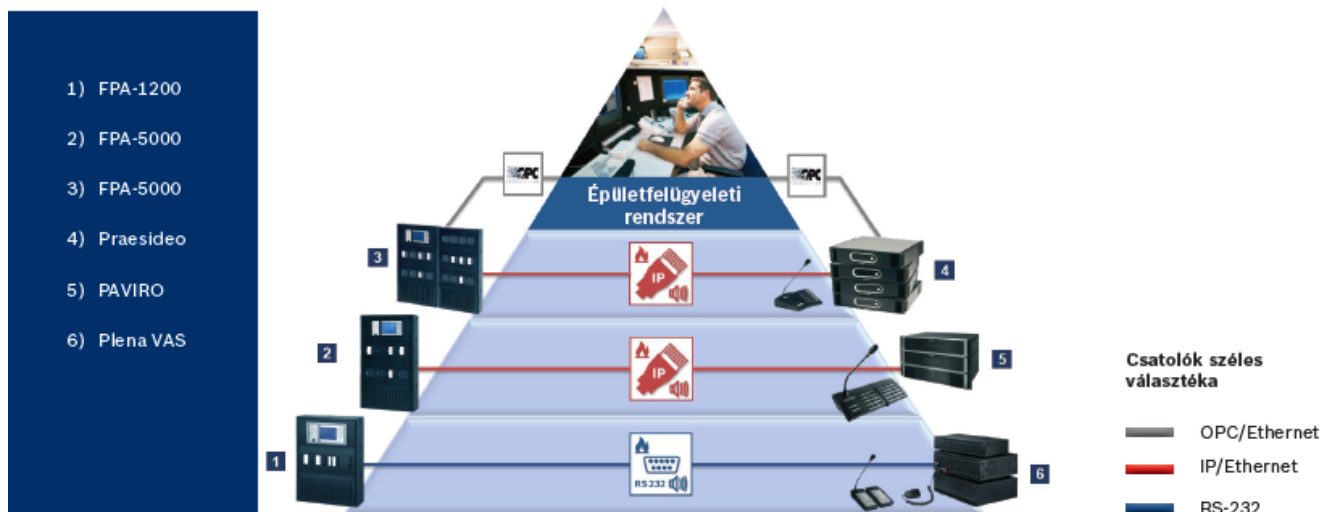 1) FPA-1200
2) FPA-5000
3) FPA-5000
4) Praesideo
5) PAVIRO
6) Plena VAS
OPC
OPC
Épületfelügyeleti
rendszer
3
IP
4
2
IP
5
1
RS232
6
Csatolók széles
választéka
OPC/Ethernet
IP/Ethernet
RS-232